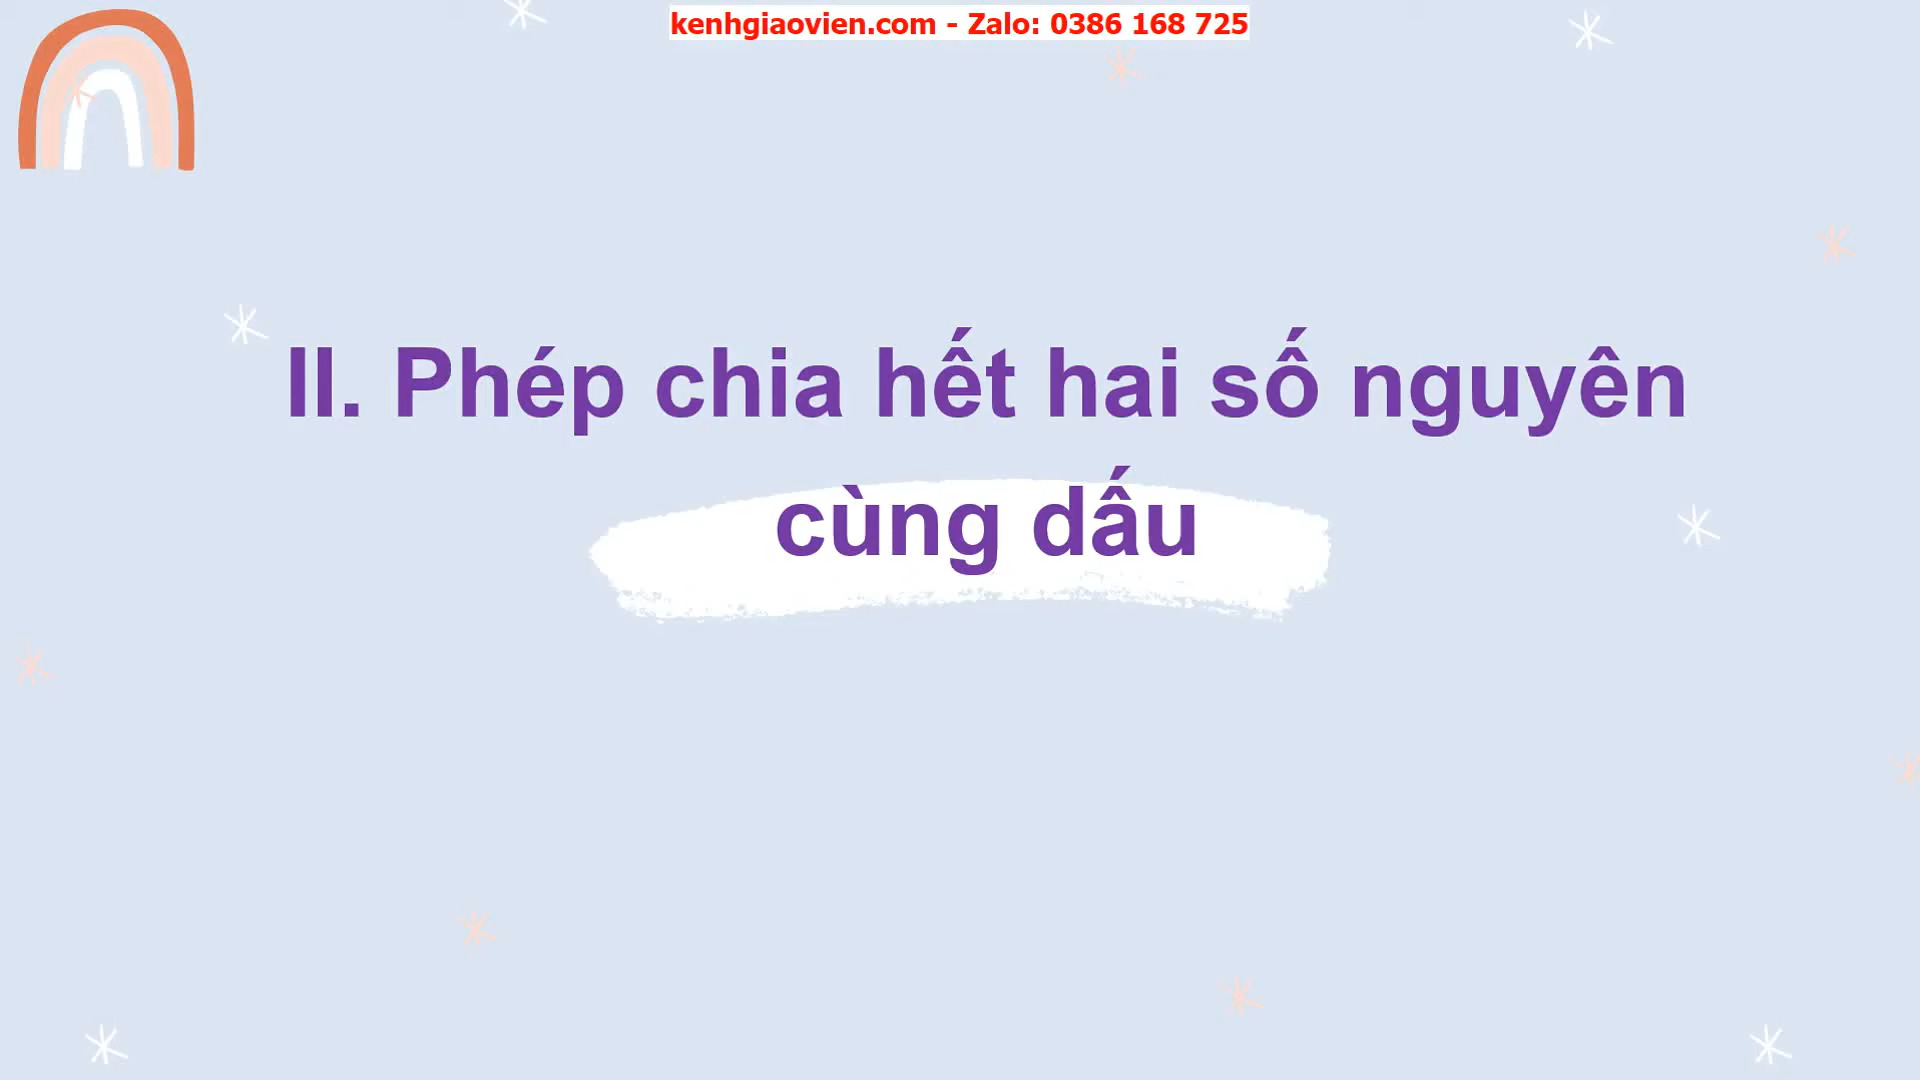 kenhgiaovien.com - Zalo: 0386 168 725
II. Phép chia hết hai số nguyên
cùng dấu